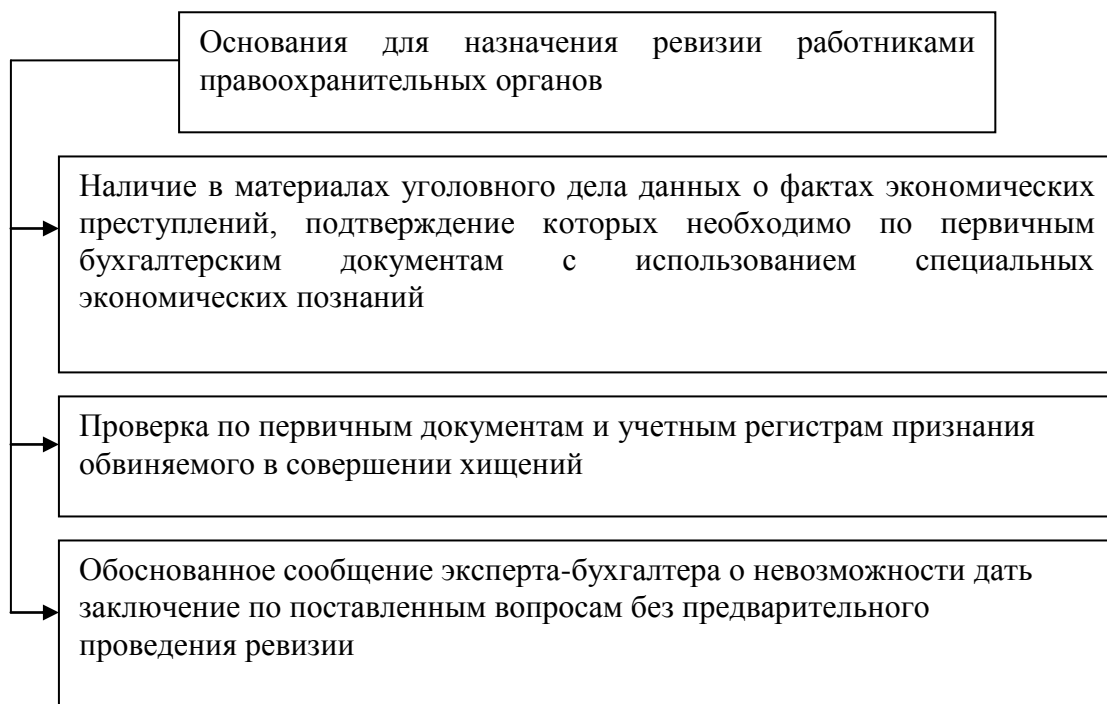 Основания для назначения ревизии работниками
правоохранительных органов
Наличие в материалах уголовного дела данных о фактах экономических
преступлений, подтверждение которых необходимо по первичным
бухгалтерским документам с использованием специальных
экономических познаний
Проверка по первичным документам и учетным регистрам признания
обвиняемого в совершении хищений
Обоснованное сообщение эксперта-бухгалтера о невозможности дать
заключение по поставленным вопросам без предварительного
проведения ревизии